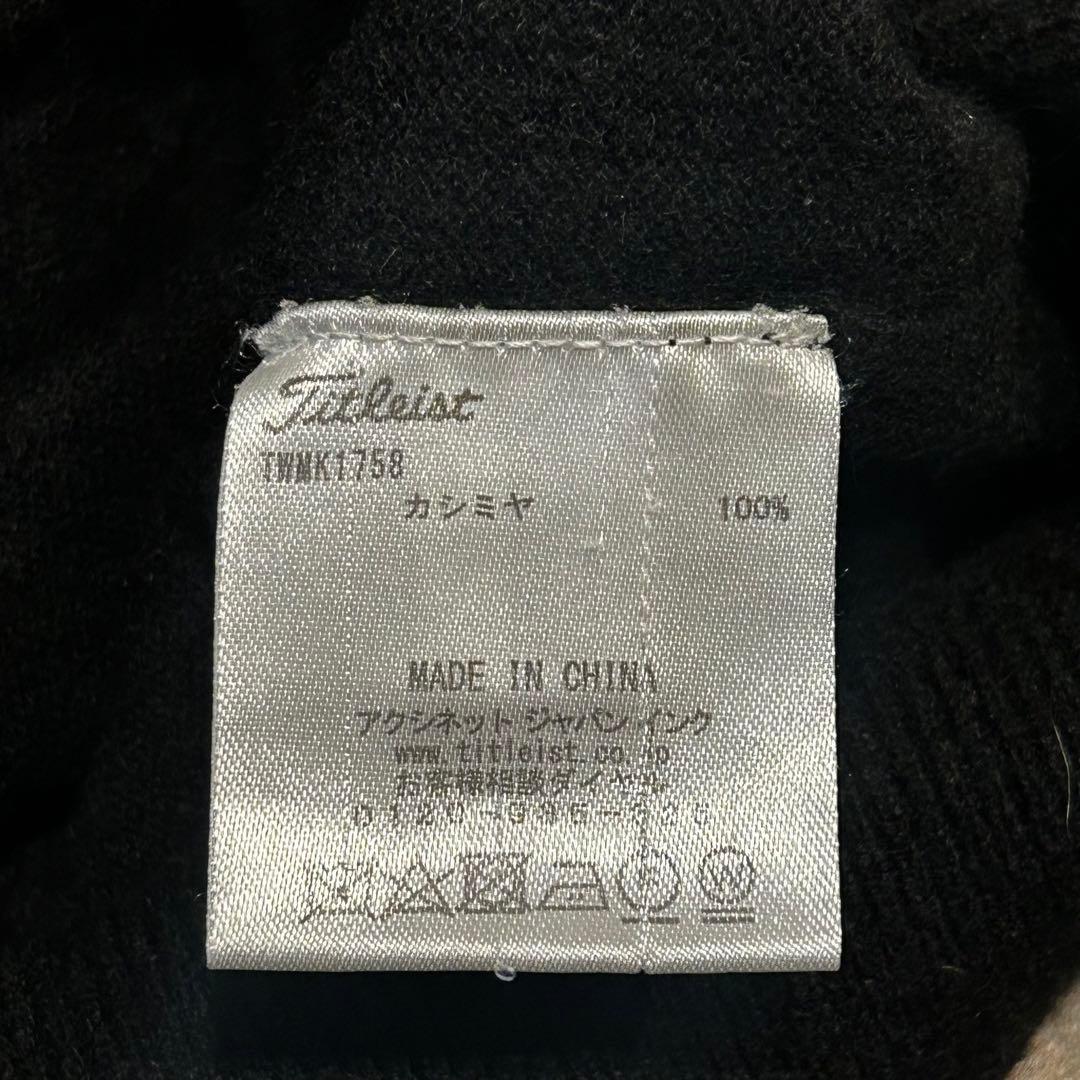 Titleist
TWMK1758
カシミヤ 100%
MADE IN CHINA
アクシネット ジャパン インク
www.titleist.co.jp
お客様相談ダイヤル